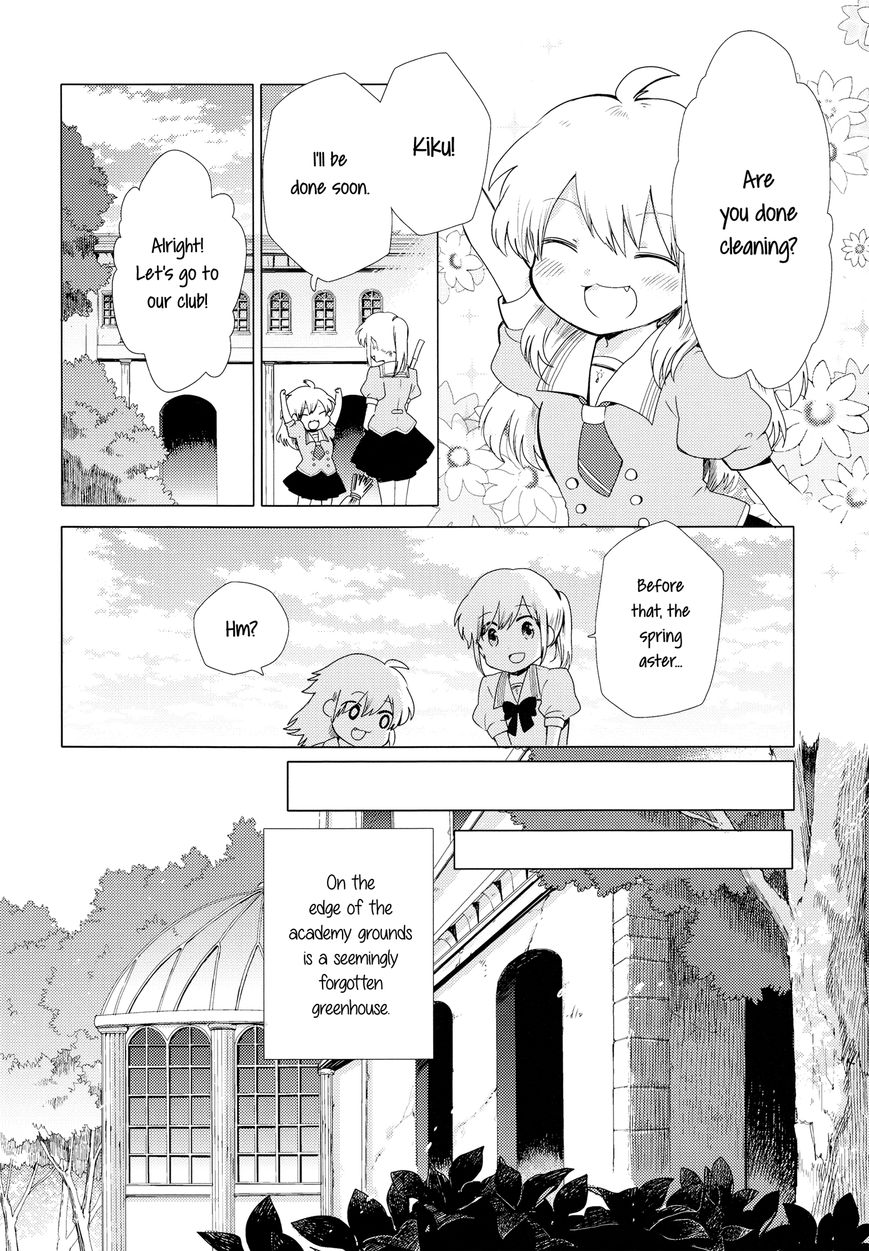 Are
you done
cleaning?
Kiku!
I'll be
done soon.
Alright!
Let's go to
our club!
Before
that, the
spring
aster...
Hm?
On the
edge of the
academy grounds
is a seemingly
forgotten
greenhouse.